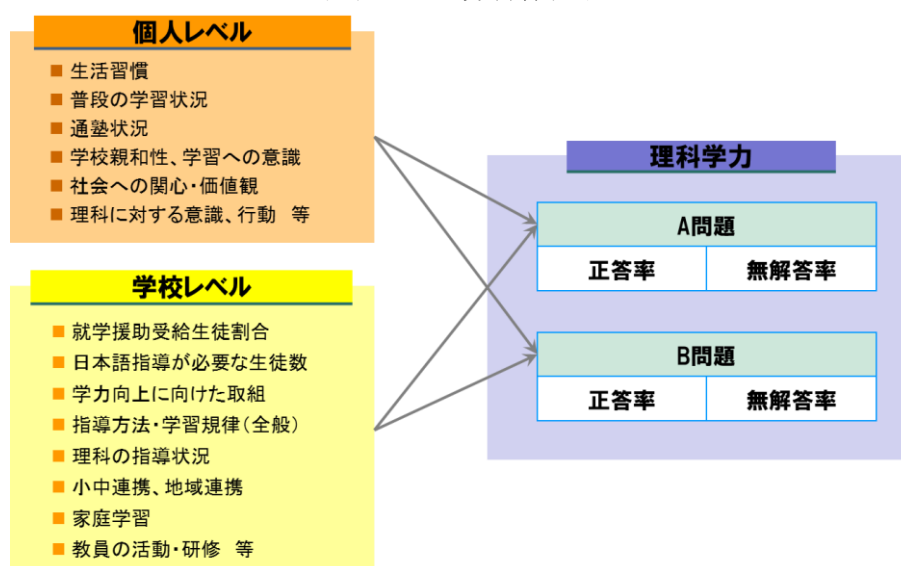 個人レベル
生活習慣
普段の学習状況
通塾状況
学校親和性、学習への意識
社会への関心・価値観
理科に対する意識、行動　等
学校レベル
就学援助受給生徒割合
日本語指導が必要な生徒数
学力向上に向けた取組
指導方法・学習規律（全般）
理科の指導状況
小中連携、地域連携
家庭学習
教員の活動・研修　等
理科学力
A問題
正答率
無解答率
B問題
正答率
無解答率